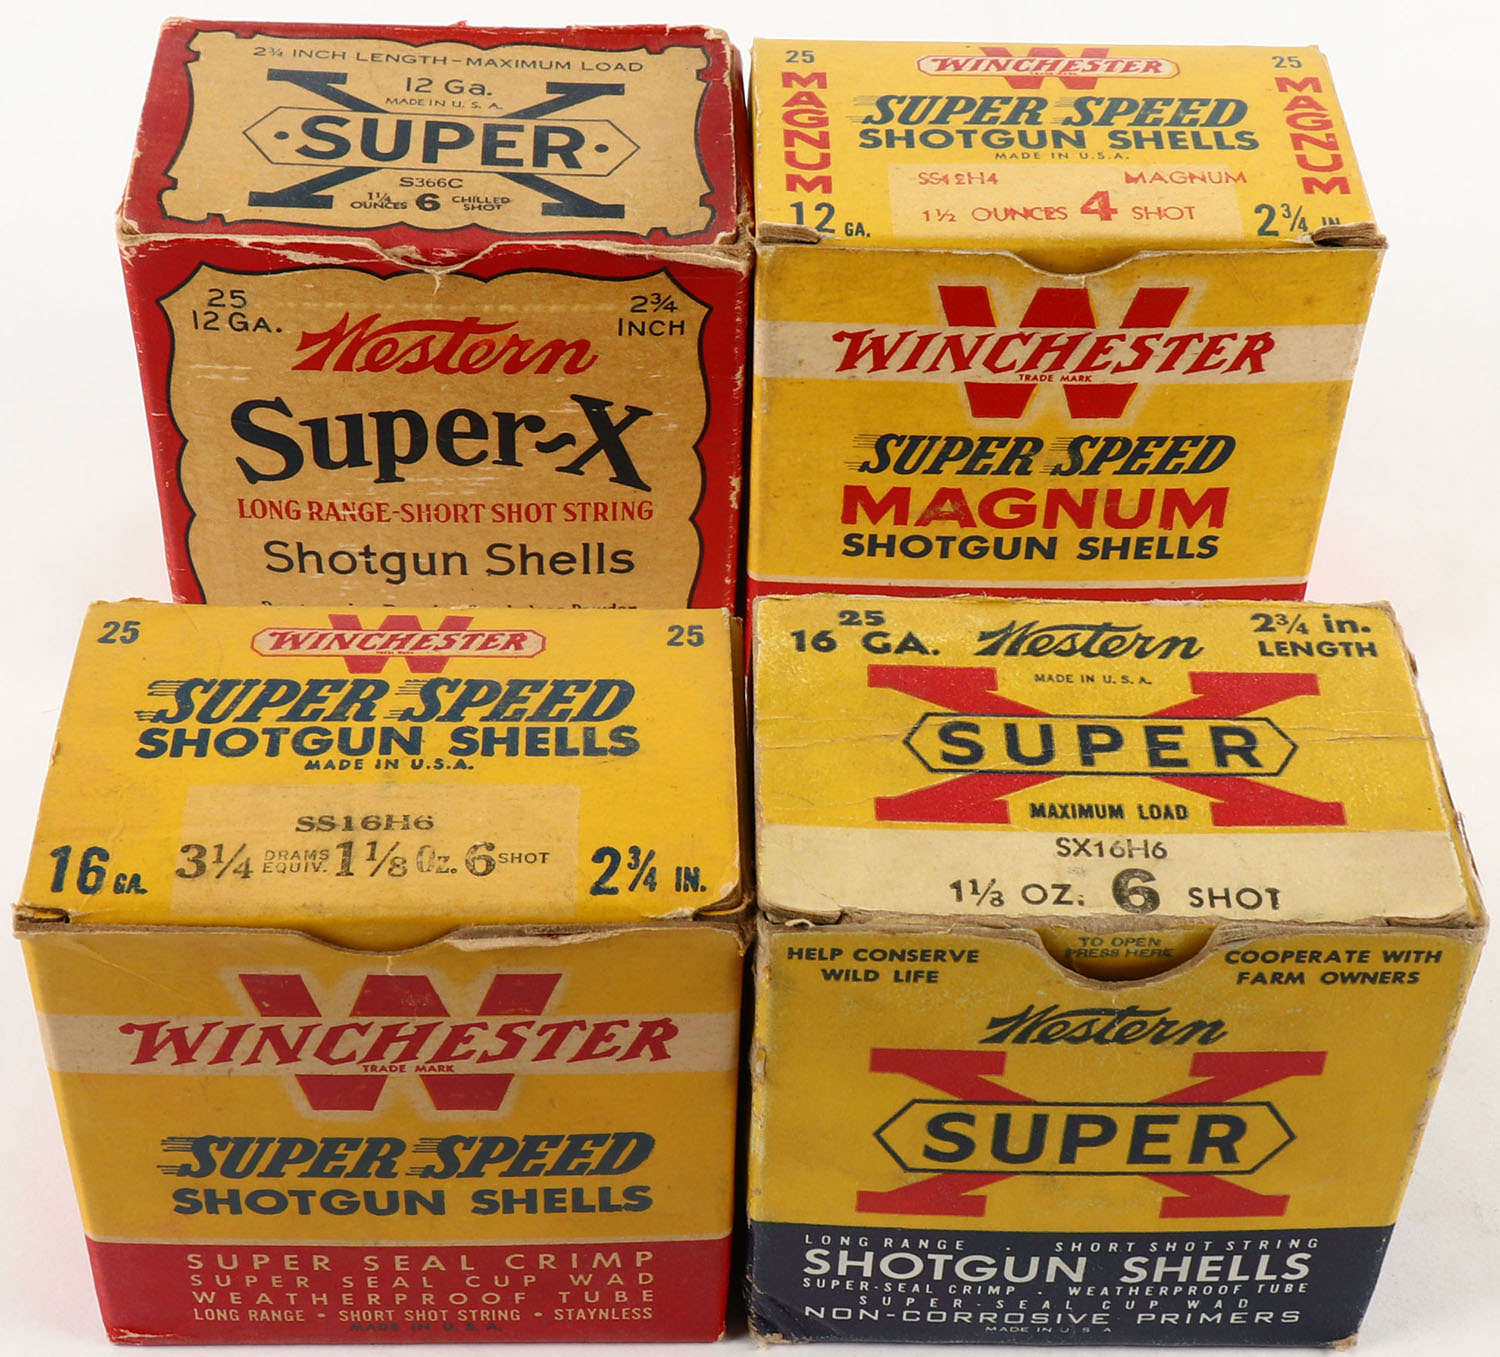 2¾ INCH LENGTH-MAXIMUM LOAD
12 Ga.
MADE IN U. S. A.
X
·SUPER·
S366C
1¼ OUNCES 6 CHILLED SHOT
25
12 GA.
2¾
INCH
Western
Super-X
LONG RANGE-SHORT SHOT STRING
Shotgun Shells
25 WINCHESTER 25
MAGNUM
MAGNUM
SUPER SPEED
SHOTGUN SHELLS
MADE IN U.S.A.
SS12H4 MAGNUM
1½ OUNCES 4 SHOT
12 GA. 2¾ IN.
W
WINCHESTER
TRADE MARK
SUPER SPEED
MAGNUM
SHOTGUN SHELLS
25 WINCHESTER 25
SUPER SPEED
SHOTGUN SHELLS
MADE IN U.S.A.
SS16H6
16 GA. 3¼ DRAMS EQUIV. 1⅛ Oz. 6 SHOT 2¾ IN.
W
WINCHESTER
TRADE MARK
SUPER SPEED
SHOTGUN SHELLS
SUPER SEAL CRIMP
SUPER SEAL CUP WAD
WEATHERPROOF TUBE
LONG RANGE • SHORT SHOT STRING • STAYNLESS
MADE IN U.S.A.
25
16 GA.
Western
2¾ in.
LENGTH
MADE IN U. S. A.
X
SUPER
MAXIMUM LOAD
SX16H6
1⅛ OZ. 6 SHOT
TO OPEN
PRESS HERE
HELP CONSERVE
WILD LIFE
COOPERATE WITH
FARM OWNERS
Western
X
SUPER
LONG RANGE - SHORT SHOT STRING
SHOTGUN SHELLS
SUPER-SEAL CRIMP • WEATHERPROOF TUBE
SUPER-SEAL CUP WAD
NON-CORROSIVE PRIMERS
MADE IN U S A